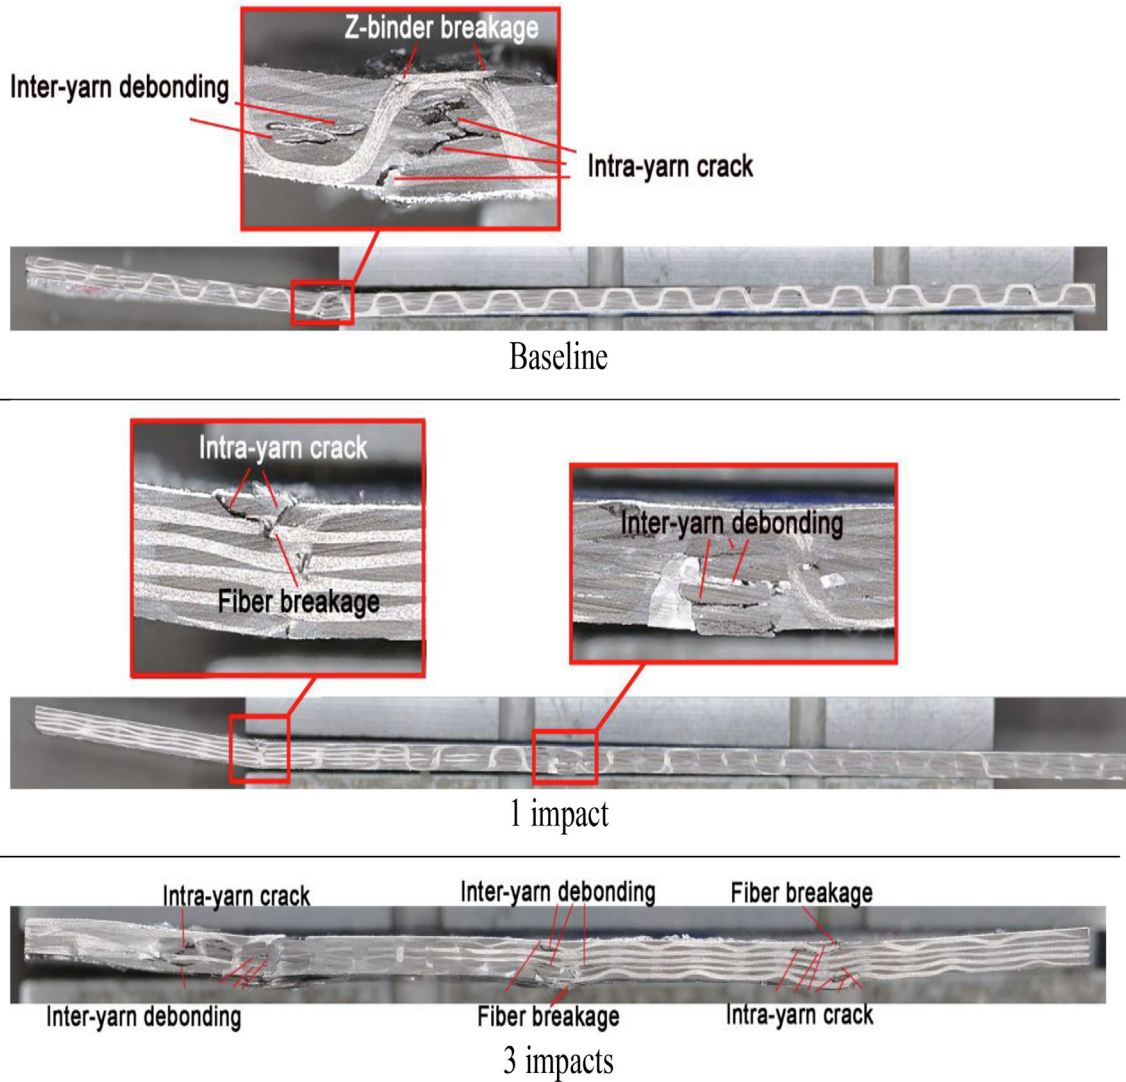 Z-binder breakage
Inter-yarn debonding
Intra-yarn crack
Baseline
Intra-yarn crack
Inter-yarn debonding
Fiber breakage
1 impact
Intra-yarn crack
Inter-yarn debonding
Fiber breakage
Inter-yarn debonding
Fiber breakage
Intra-yarn crack
3 impacts